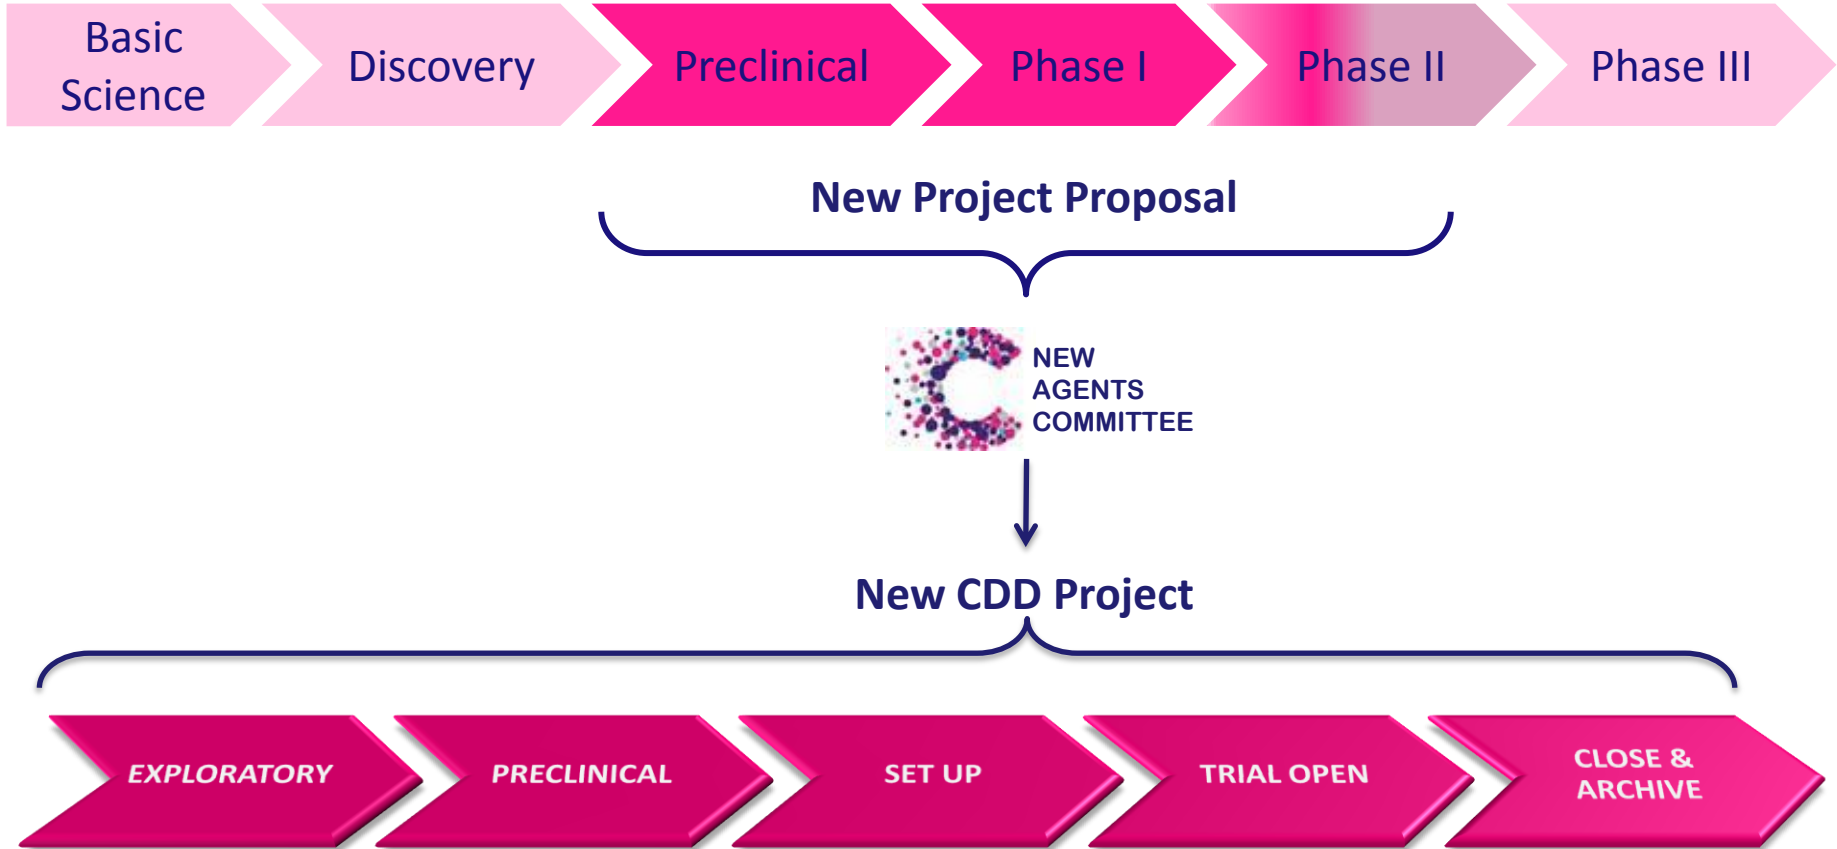 Basic
Science
Discovery
Preclinical
Phase I
Phase II
Phase III
New Project Proposal
NEW
AGENTS
COMMITTEE
New CDD Project
EXPLORATORY
PRECLINICAL
SET UP
TRIAL OPEN
CLOSE &
ARCHIVE